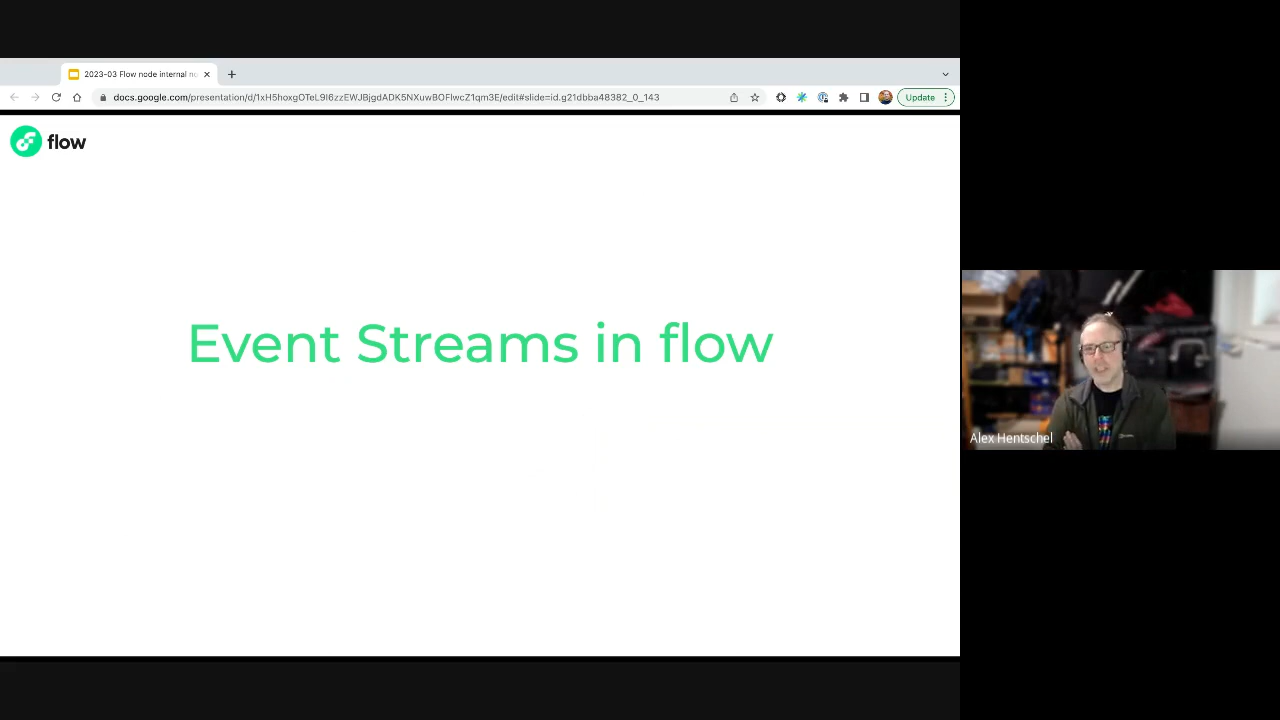 2023-03 Flow node internal no
docs.google.com/presentation/d/1xH5hoxgOTeL9I6zzEWJBjgdADK5NXuwBOFlwcZ1qm3E/edit#slide=id.g21dbba48382_0_143
Update
flow
Event Streams in flow
Alex Hentschel